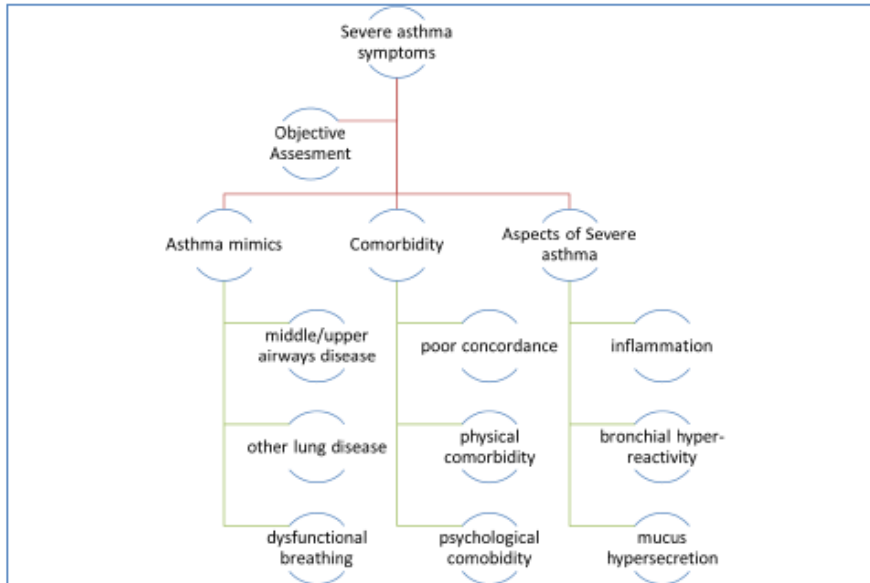 Severe asthma
symptoms
Objective
Assesment
Asthma mimics
Comorbidity
Aspects of Severe
asthma
middle/upper
airways disease
poor concordance
inflammation
other lung disease
physical
comorbidity
bronchial hyper-
reactivity
dysfunctional
breathing
psychological
comobidity
mucus
hypersecretion